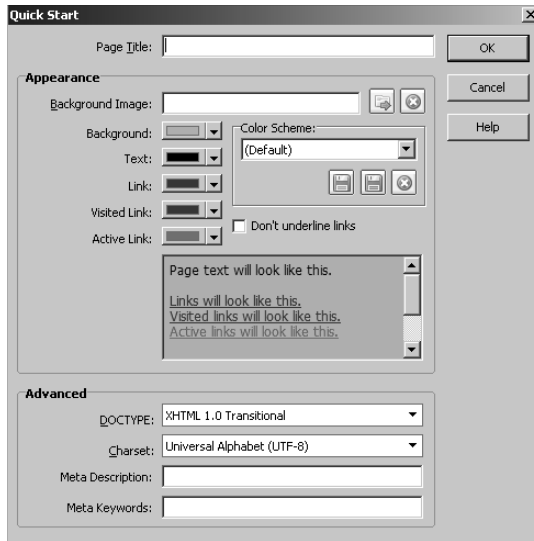 Quick Start
Page Title:
OK
Cancel
Help
Appearance
Background Image:
Background:
Text:
Link:
Visited Link:
Active Link:
Color Scheme:
(Default)
Don't underline links
Page text will look like this.
Links will look like this.
Visited links will look like this.
Active links will look like this.
Advanced
DOCTYPE: XHTML 1.0 Transitional
Charset: Universal Alphabet (UTF-8)
Meta Description:
Meta Keywords: